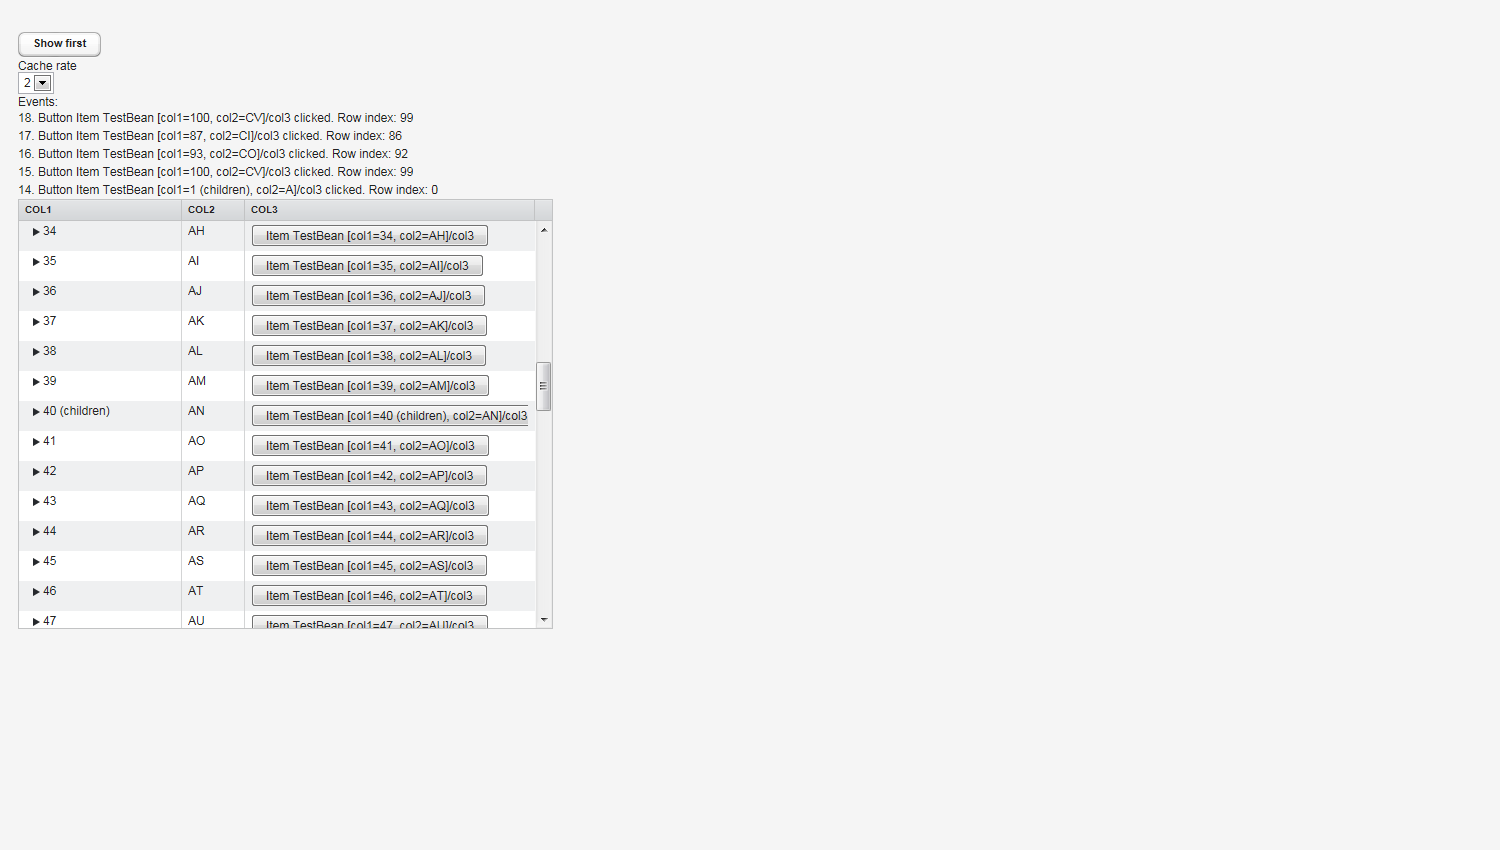 Show first
Cache rate
2
Events:
18. Button Item TestBean [col1=100, col2=CV]/col3 clicked. Row index: 99
17. Button Item TestBean [col1=87, col2=CI]/col3 clicked. Row index: 86
16. Button Item TestBean [col1=93, col2=CO]/col3 clicked. Row index: 92
15. Button Item TestBean [col1=100, col2=CV]/col3 clicked. Row index: 99
14. Button Item TestBean [col1=1 (children), col2=A]/col3 clicked. Row index: 0
COL1 COL2 COL3
34 AH Item TestBean [col1=34, col2=AH]/col3
35 AI Item TestBean [col1=35, col2=AI]/col3
36 AJ Item TestBean [col1=36, col2=AJ]/col3
37 AK Item TestBean [col1=37, col2=AK]/col3
38 AL Item TestBean [col1=38, col2=AL]/col3
39 AM Item TestBean [col1=39, col2=AM]/col3
40 (children) AN Item TestBean [col1=40 (children), col2=AN]/col3
41 AO Item TestBean [col1=41, col2=AO]/col3
42 AP Item TestBean [col1=42, col2=AP]/col3
43 AQ Item TestBean [col1=43, col2=AQ]/col3
44 AR Item TestBean [col1=44, col2=AR]/col3
45 AS Item TestBean [col1=45, col2=AS]/col3
46 AT Item TestBean [col1=46, col2=AT]/col3
47 AU Item TestBean [col1=47, col2=AU]/col3